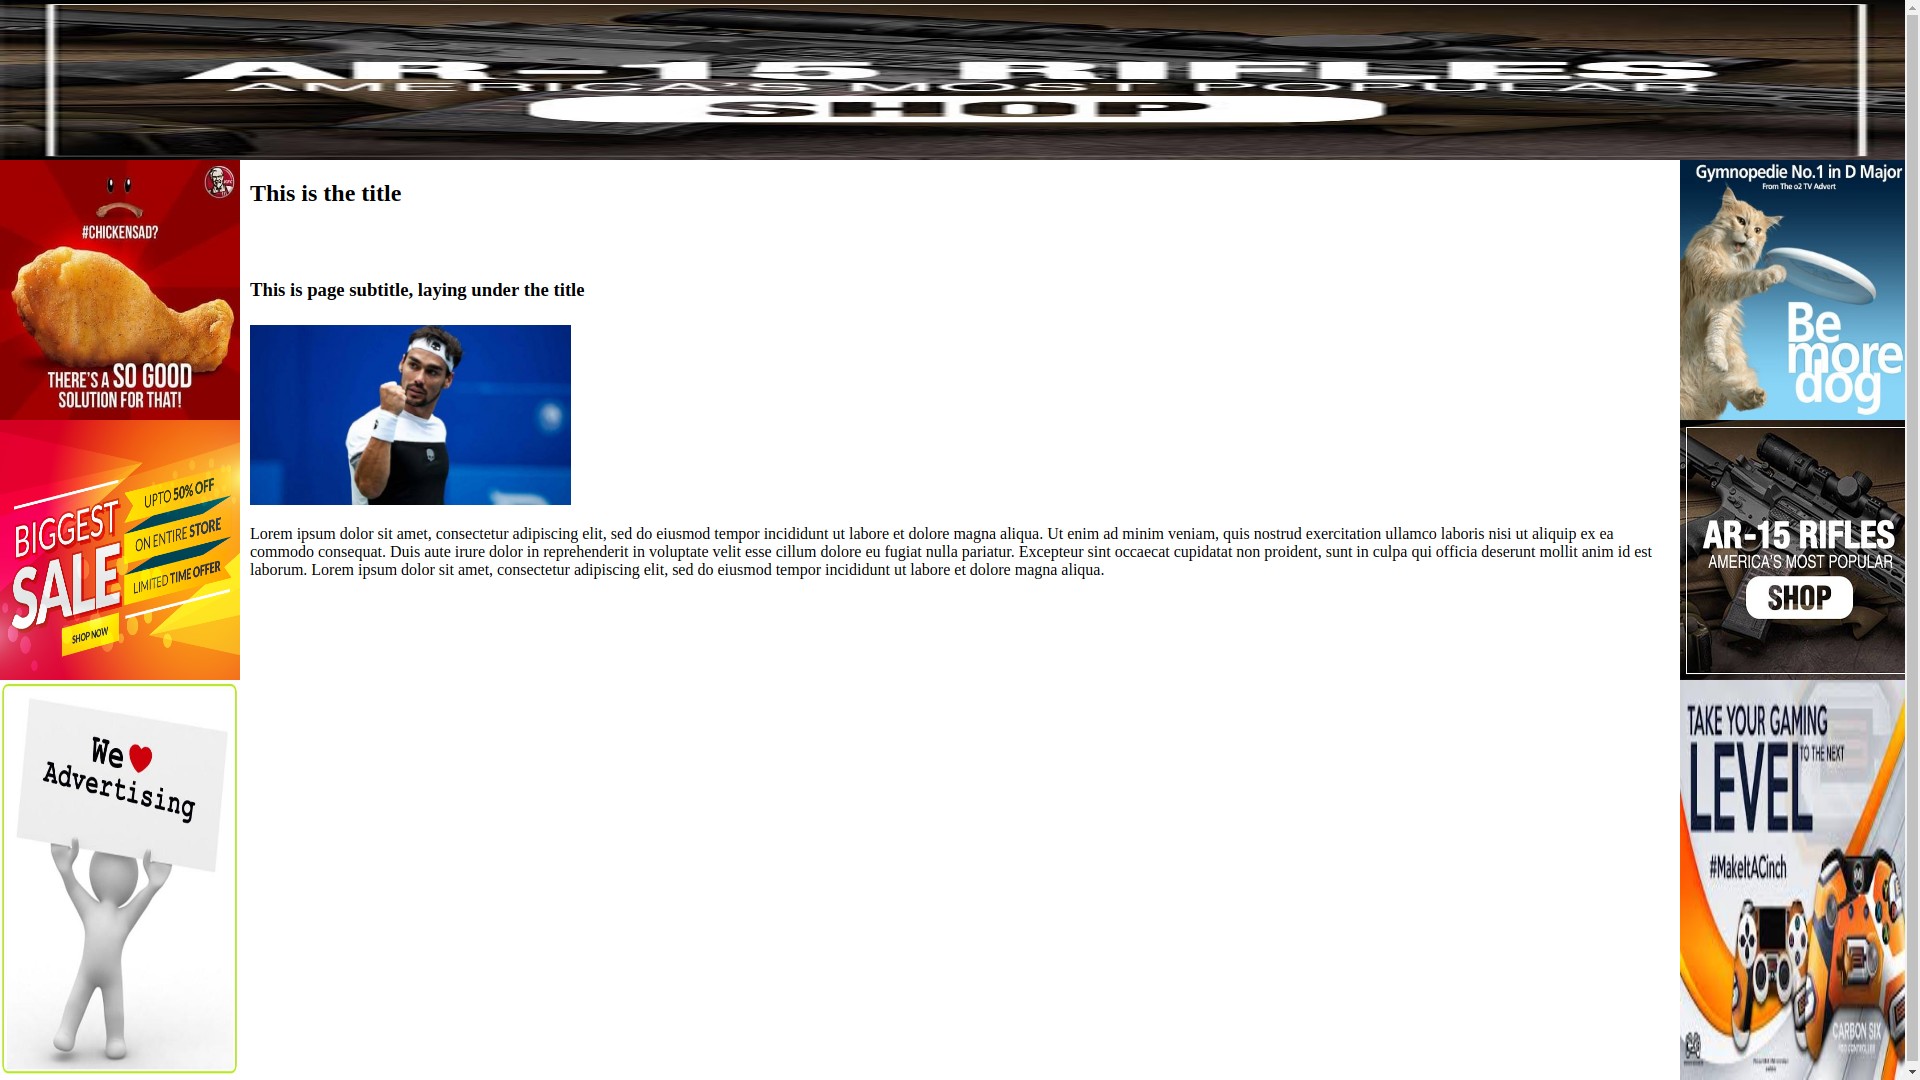 AR-15 RIFLES
AMERICA'S MOST POPULAR
SHOP
#CHICKENSAD?
THERE'S A SO GOOD
SOLUTION FOR THAT!
BIGGEST
SALE
UPTO 50% OFF
ON ENTIRE STORE
LIMITED TIME OFFER
SHOP NOW
We
Advertising
This is the title
This is page subtitle, laying under the title
Lorem ipsum dolor sit amet, consectetur adipiscing elit, sed do eiusmod tempor incididunt ut labore et dolore magna aliqua. Ut enim ad minim veniam, quis nostrud exercitation ullamco laboris nisi ut aliquip ex ea
commodo consequat. Duis aute irure dolor in reprehenderit in voluptate velit esse cillum dolore eu fugiat nulla pariatur. Excepteur sint occaecat cupidatat non proident, sunt in culpa qui officia deserunt mollit anim id est
laborum. Lorem ipsum dolor sit amet, consectetur adipiscing elit, sed do eiusmod tempor incididunt ut labore et dolore magna aliqua.
Gymnopedie No.1 in D Major
From The o2 TV Advert
Be
more
dog
AR-15 RIFLES
AMERICA'S MOST POPULAR
SHOP
TAKE YOUR GAMING
LEVEL TO THE NEXT
#MakeItACinch
CARBON SIX